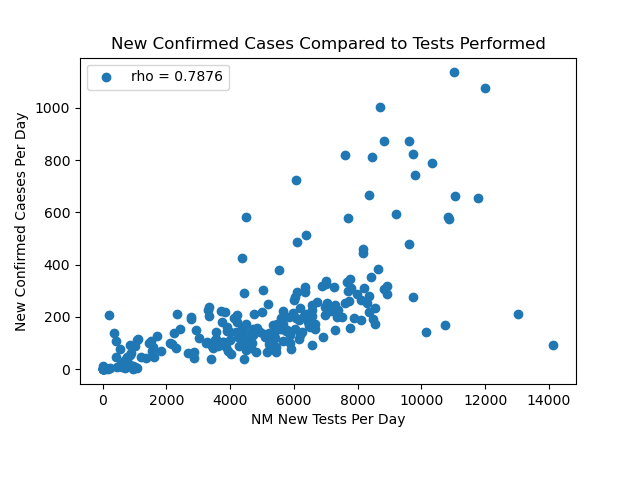 New Confirmed Cases Compared to Tests Performed
rho = 0.7876
1000
800
600
400
200
0
New Confirmed Caeses Per Day
0 2000 4000 6000 8000 10000 12000 14000
NM New Tests Per Day